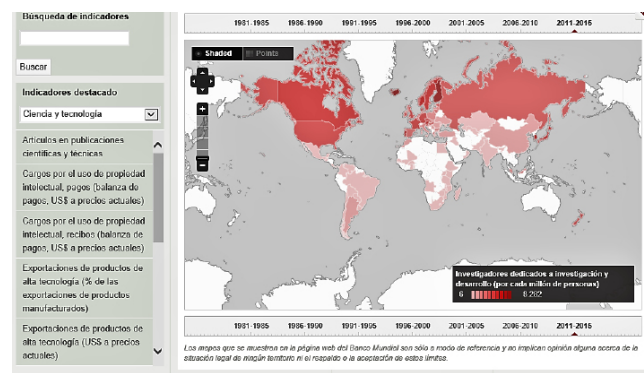 Búsqueda de indicadores
Buscar
Indicadores destacado
Ciencia y tecnología
Artículos en publicaciones
científicas y técnicas
Cargos por el uso de propiedad
intelectual, pagos (balanza de
pagos, US$ a precios actuales)
Cargos por el uso de propiedad
intelectual, recibos (balanza de
pagos, US$ a precios actuales)
Exportaciones de productos de
alta tecnología (% de las
exportaciones de productos
manufacturados)
Exportaciones de productos de
alta tecnología (US$ a precios
actuales)
1981-1985 1986-1990 1991-1995 1996-2000 2001-2005 2006-2010 2011-2015
Shaded Points
Investigadores dedicados a investigación y
desarrollo (por cada millón de personas)
6 8.282
1981-1985 1986-1990 1991-1995 1996-2000 2001-2005 2006-2010 2011-2015
Los mapas que se muestran en la página web del Banco Mundial son sólo a modo de referencia y no implican opinión alguna acerca de la
situación legal de ningún territorio ni el respaldo o la aceptación de estos límites.